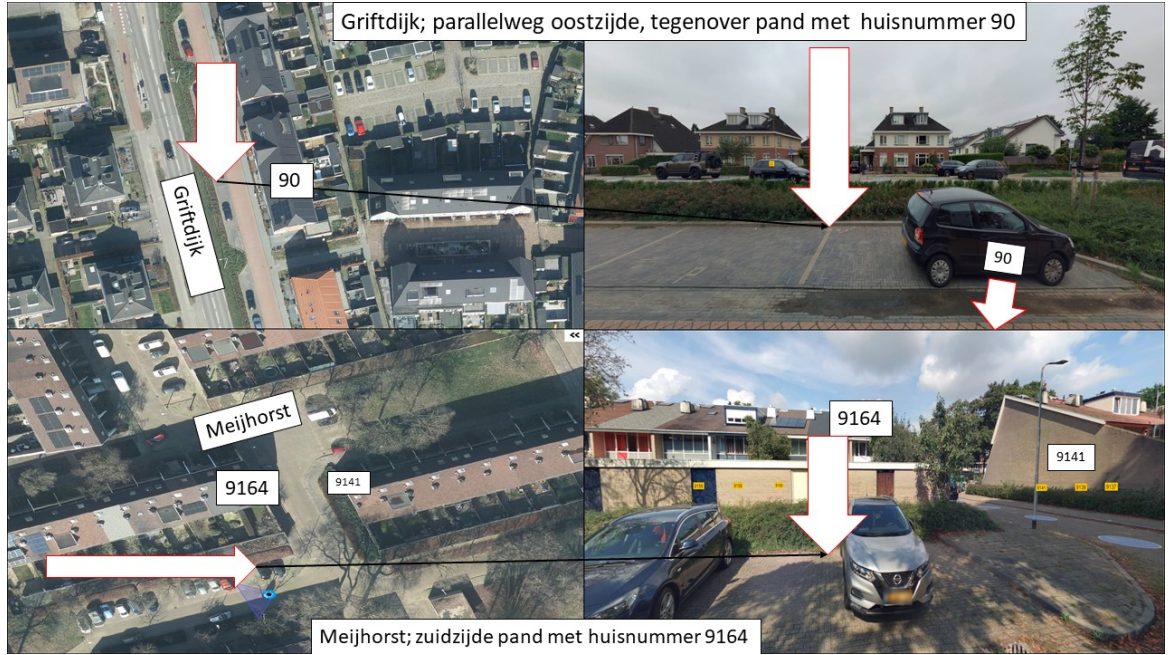 Griftdijk; parallelweg oostzijde, tegenover pand met huisnummer 90
90
Griftdijk
90
Meijhorst
9164
9141
9164
9141
Meijhorst; zuidzijde pand met huisnummer 9164